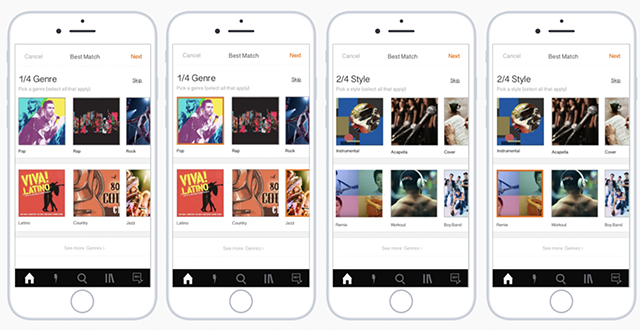 Cancel Best Match Next
1/4 Genre Skip
Pick a genre (select all that apply)
Pop Rap Rock
VIVA!
LATINO
80
CO
Latino Country Jazz
See more Genres ›
Cancel Best Match Next
1/4 Genre Skip
Pick a genre (select all that apply)
Pop Rap Rock
VIVA!
LATINO
80
CO
Latino Country Jazz
See more Genres ›
Cancel Best Match Next
2/4 Style Skip
Pick a style (select all that apply)
Instrumental Acapella Cover
Remix Workout Boy Band
See more Genres ›
Cancel Best Match Next
2/4 Style Skip
Pick a style (select all that apply)
Instrumental Acapella Cover
Remix Workout Boy Band
See more Genres ›